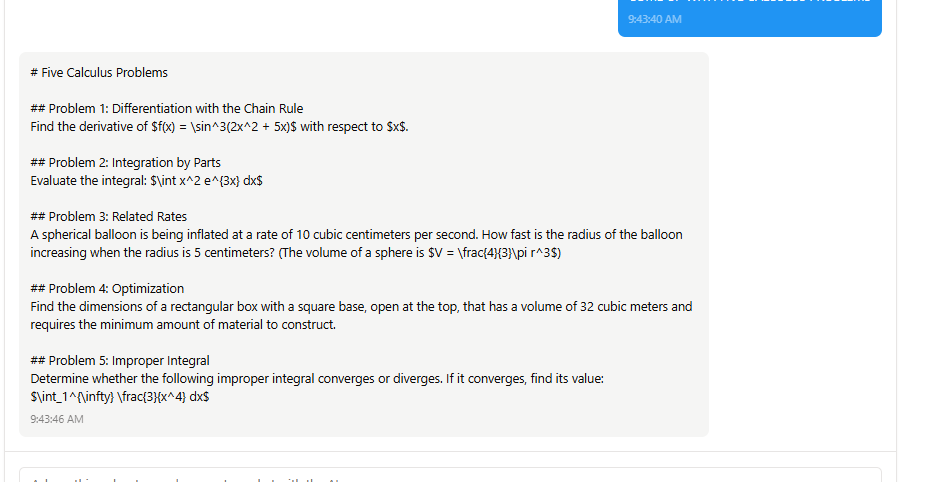 9:43:40 AM
# Five Calculus Problems
## Problem 1: Differentiation with the Chain Rule
Find the derivative of $f(x) = \sin^3(2x^2 + 5x)$ with respect to $x$.
## Problem 2: Integration by Parts
Evaluate the integral: $\int x^2 e^{3x} dx$
## Problem 3: Related Rates
A spherical balloon is being inflated at a rate of 10 cubic centimeters per second. How fast is the radius of the balloon
increasing when the radius is 5 centimeters? (The volume of a sphere is $V = \frac{4}{3}\pi r^3$)
## Problem 4: Optimization
Find the dimensions of a rectangular box with a square base, open at the top, that has a volume of 32 cubic meters and
requires the minimum amount of material to construct.
## Problem 5: Improper Integral
Determine whether the following improper integral converges or diverges. If it converges, find its value:
$\int_1^{\infty} \frac{3}{x^4} dx$
9:43:46 AM